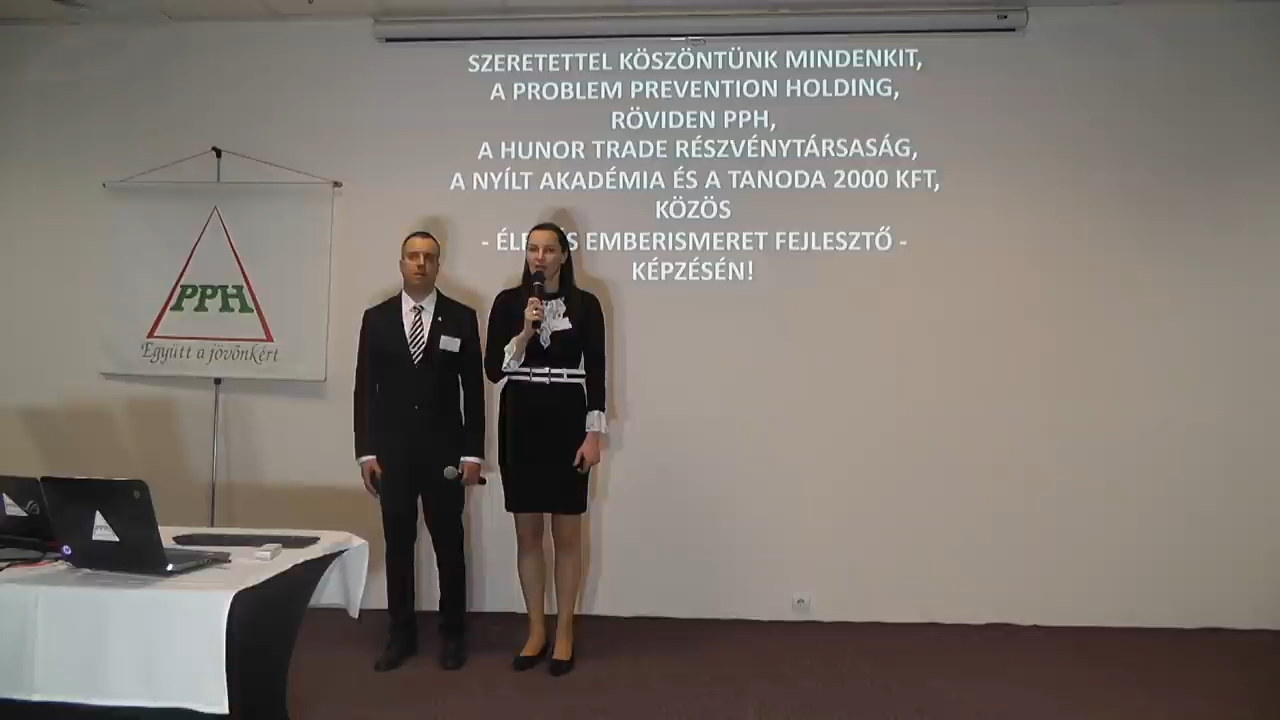 SZERETETTEL KÖSZÖNTÜNK MINDENKIT,
A PROBLEM PREVENTION HOLDING,
RÖVIDEN PPH,
A HUNOR TRADE RÉSZVÉNYTÁRSASÁG,
A NYÍLT AKADÉMIA ÉS A TANODA 2000 KFT,
KÖZÖS
EMBERISMERET FEJLESZTŐ -
KÉPZÉSÉN!
PPH
Együtt a jövőnkért
PPH